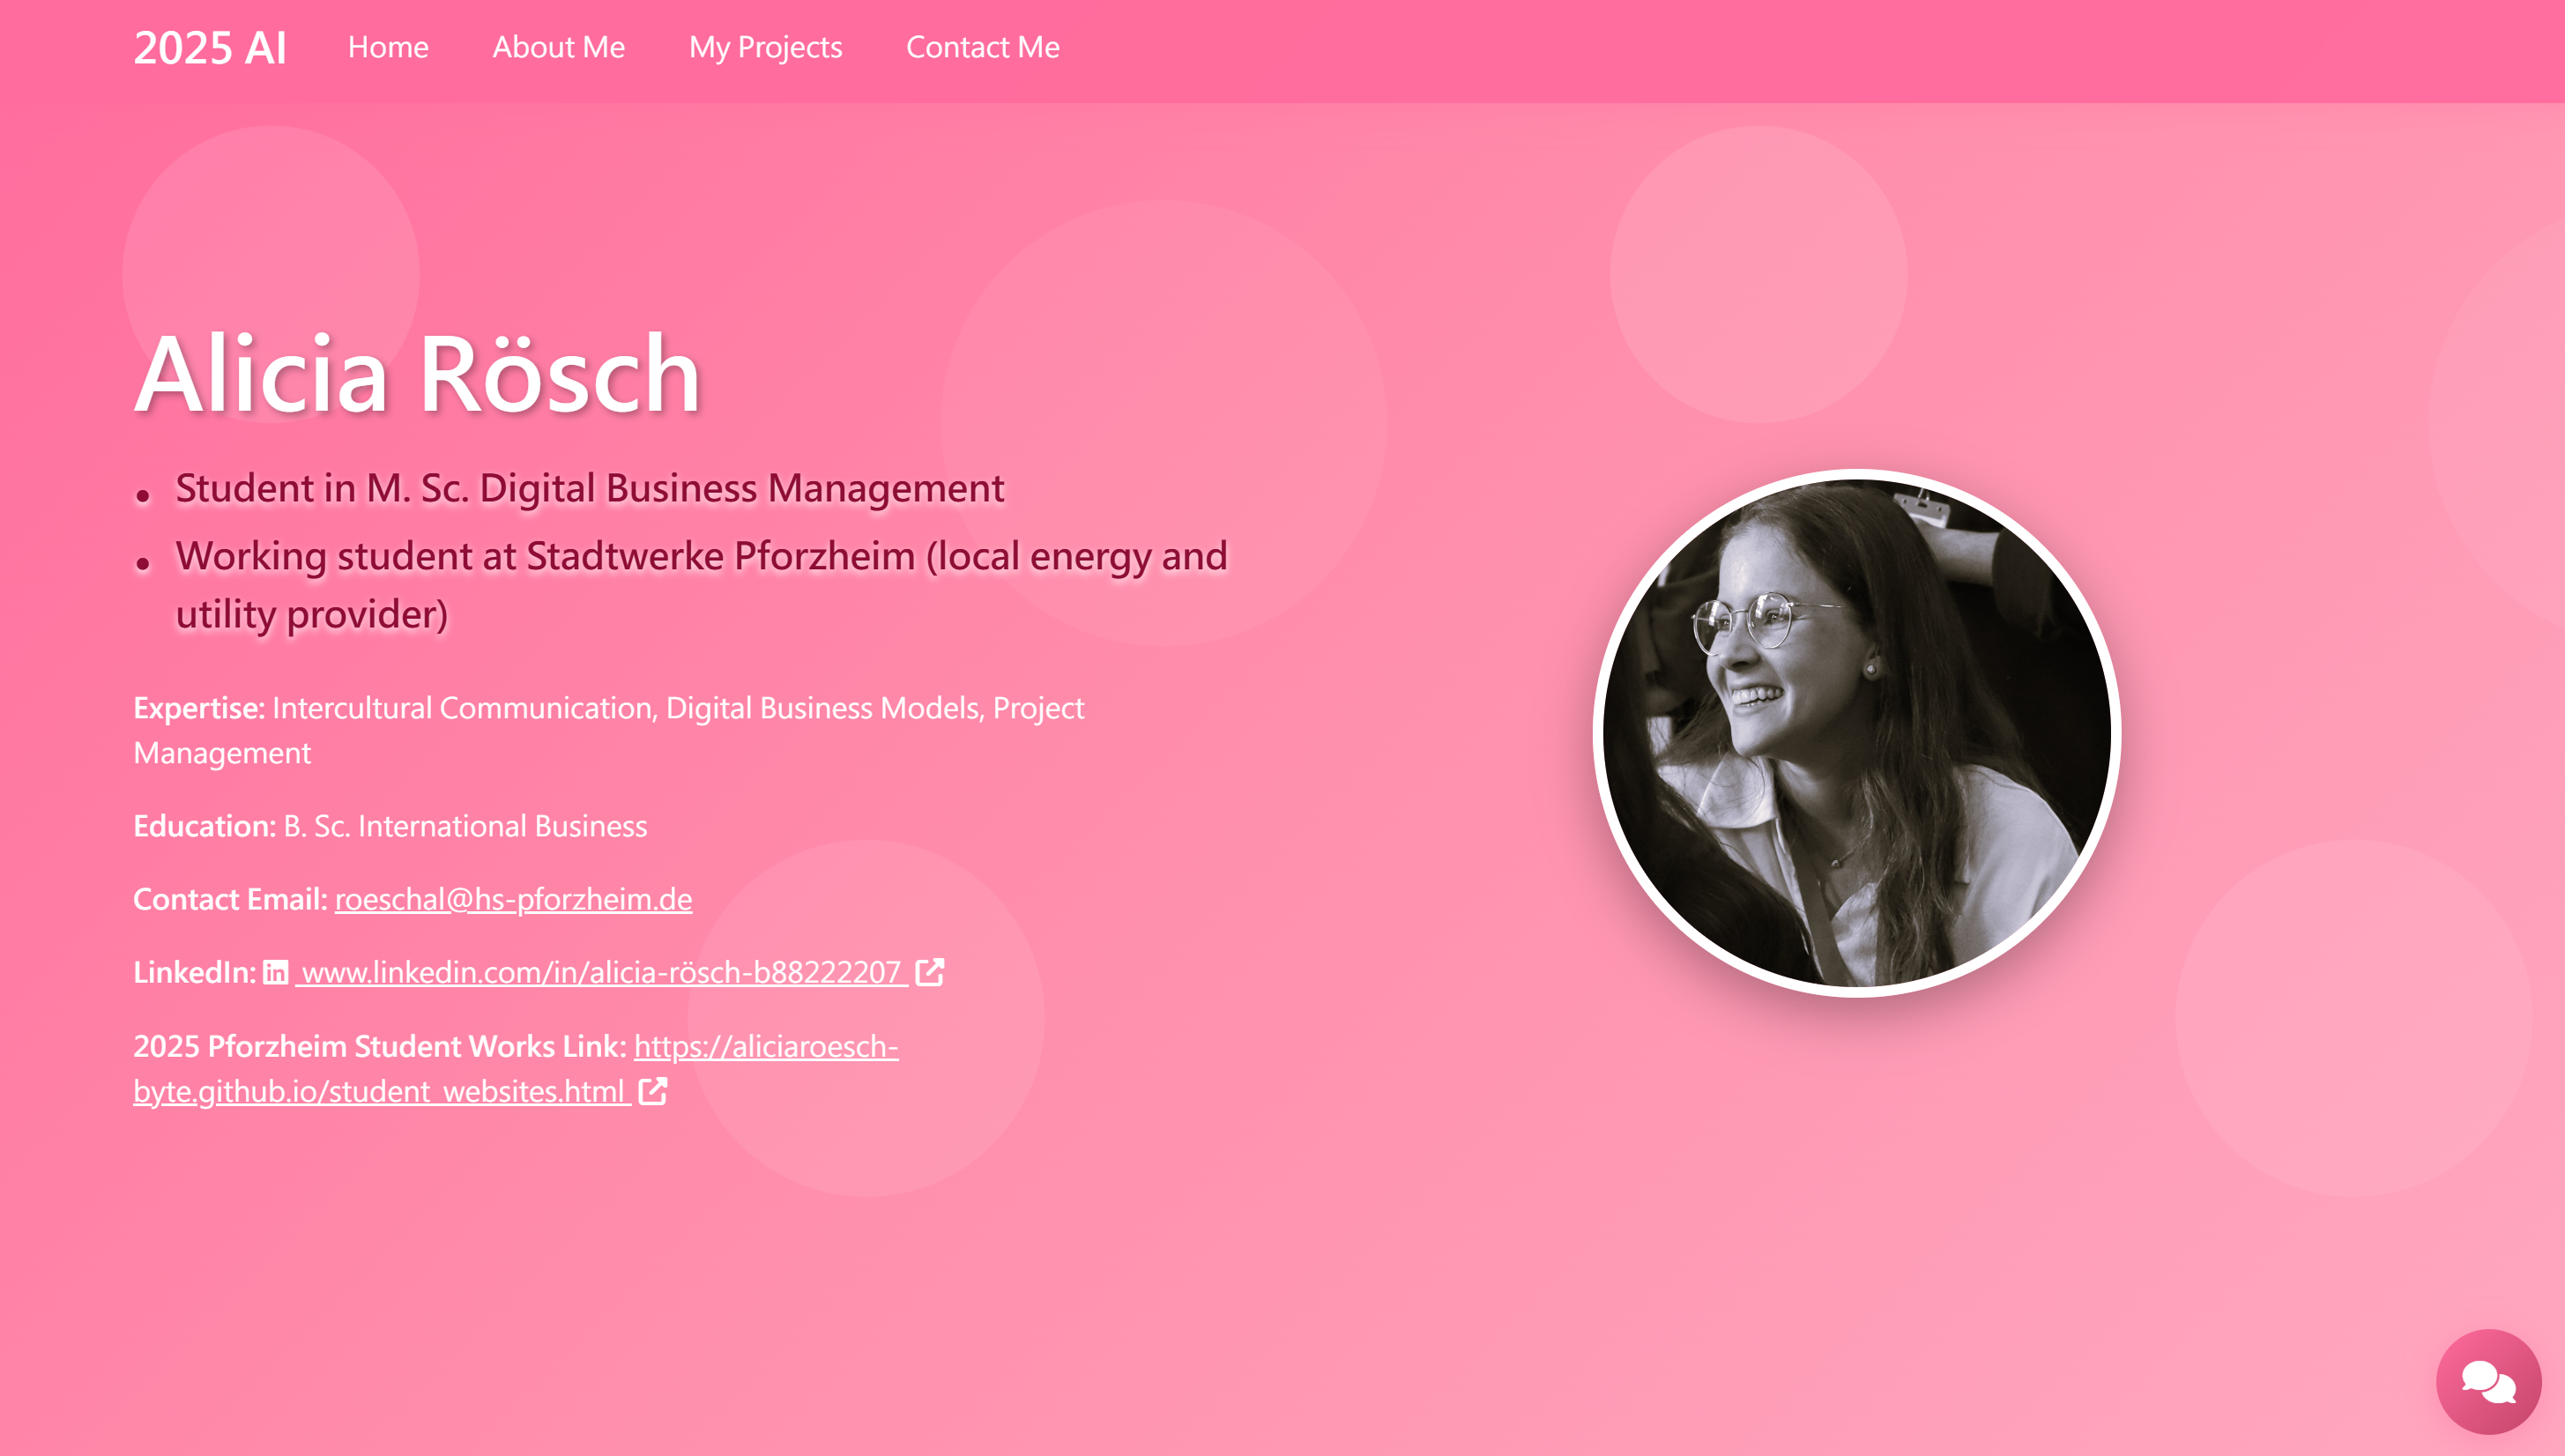 2025 AI Home About Me My Projects Contact Me
Alicia Rösch
• Student in M. Sc. Digital Business Management
• Working student at Stadtwerke Pforzheim (local energy and
utility provider)
Expertise: Intercultural Communication, Digital Business Models, Project
Management
Education: B. Sc. International Business
Contact Email: roeschal@hs-pforzheim.de
LinkedIn: in www.linkedin.com/in/alicia-rösch-b88222207
2025 Pforzheim Student Works Link: https://aliciaroesch-
byte.github.io/student_websites.html